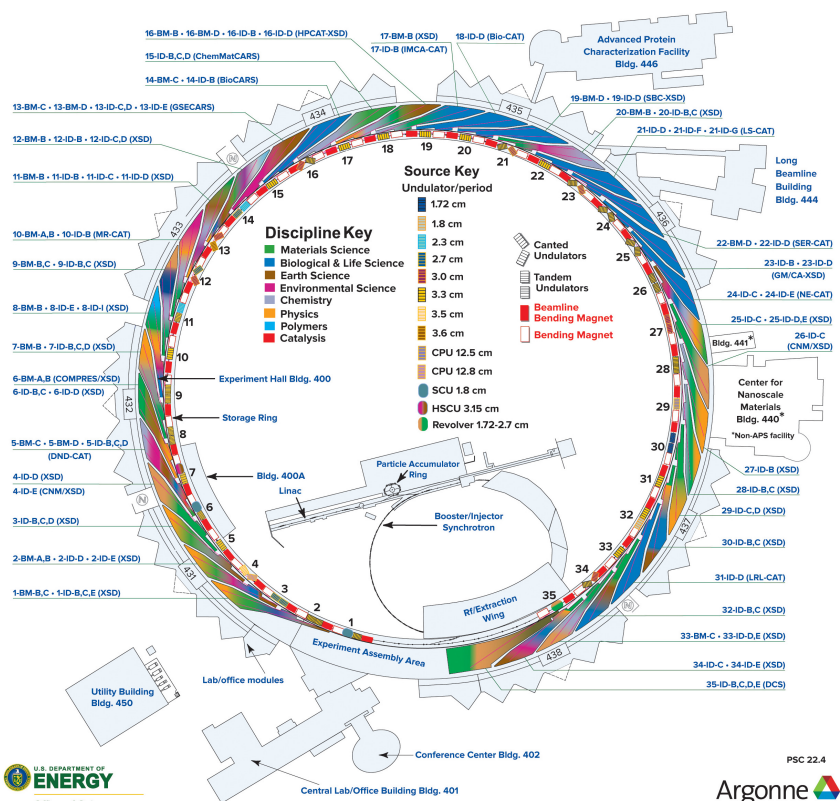 16-BM-B • 16-BM-D • 16-ID-B • 16-ID-D (HPCAT-XSD)
15-ID-B,C,D (ChemMatCARS)
14-BM-C • 14-ID-B (BioCARS)
13-BM-C • 13-BM-D • 13-ID-C,D • 13-ID-E (GSECARS)
12-BM-B • 12-ID-B • 12-ID-C,D (XSD)
11-BM-B • 11-ID-B • 11-ID-C • 11-ID-D (XSD)
10-BM-A,B • 10-ID-B (MR-CAT)
9-BM-B,C • 9-ID-B,C (XSD)
8-BM-B • 8-ID-E • 8-ID-I (XSD)
7-BM-B • 7-ID-B,C,D (XSD)
6-BM-A,B (COMPRES/XSD)
6-ID-B,C • 6-ID-D (XSD)
5-BM-C • 5-BM-D • 5-ID-B,C,D
(DND-CAT)
4-ID-D (XSD)
4-ID-E (CNM/XSD)
3-ID-B,C,D (XSD)
2-BM-A,B • 2-ID-D • 2-ID-E (XSD)
1-BM-B,C • 1-ID-B,C,E (XSD)
17-BM-B (XSD)
17-ID-B (IMCA-CAT)
18-ID-D (Bio-CAT)
Advanced Protein
Characterization Facility
Bldg. 446
19-BM-D • 19-ID-D (SBC-XSD)
20-BM-B • 20-ID-B,C (XSD)
21-ID-D • 21-ID-F • 21-ID-G (LS-CAT)
Long
Beamline
Building
Bldg. 444
22-BM-D • 22-ID-D (SER-CAT)
23-ID-B • 23-ID-D
(GM/CA-XSD)
24-ID-C • 24-ID-E (NE-CAT)
25-ID-C • 25-ID-D,E (XSD)
26-ID-C
(CNM/XSD)
Bldg. 441*
Center for
Nanoscale
Materials
Bldg. 440*
*Non-APS facility
27-ID-B (XSD)
28-ID-B,C (XSD)
29-ID-C,D (XSD)
30-ID-B,C (XSD)
31-ID-D (LRL-CAT)
32-ID-B,C (XSD)
33-BM-C • 33-ID-D,E (XSD)
34-ID-C • 34-ID-E (XSD)
35-ID-B,C,D,E (DCS)
431
432
433
434
435
436
437
438
N
N
N
1
2
3
4
5
6
7
8
9
10
11
12
13
14
15
16
17
18
19
20
21
22
23
24
25
26
27
28
29
30
31
32
33
34
35
Discipline Key
Materials Science
Biological & Life Science
Earth Science
Environmental Science
Chemistry
Physics
Polymers
Catalysis
Source Key
Undulator/period
1.72 cm
1.8 cm
2.3 cm
2.7 cm
3.0 cm
3.3 cm
3.5 cm
3.6 cm
CPU 12.5 cm
CPU 12.8 cm
SCU 1.8 cm
HSCU 3.15 cm
Revolver 1.72-2.7 cm
Canted
Undulators
Tandem
Undulators
Beamline
Bending Magnet
Bending Magnet
Experiment Hall Bldg. 400
Storage Ring
Bldg. 400A
Linac
Particle Accumulator
Ring
Booster/Injector
Synchrotron
Rf/Extraction
Wing
Experiment Assembly Area
Lab/office modules
Utility Building
Bldg. 450
Conference Center Bldg. 402
Central Lab/Office Building Bldg. 401
PSC 22.4
U.S. DEPARTMENT OF
ENERGY
Argonne